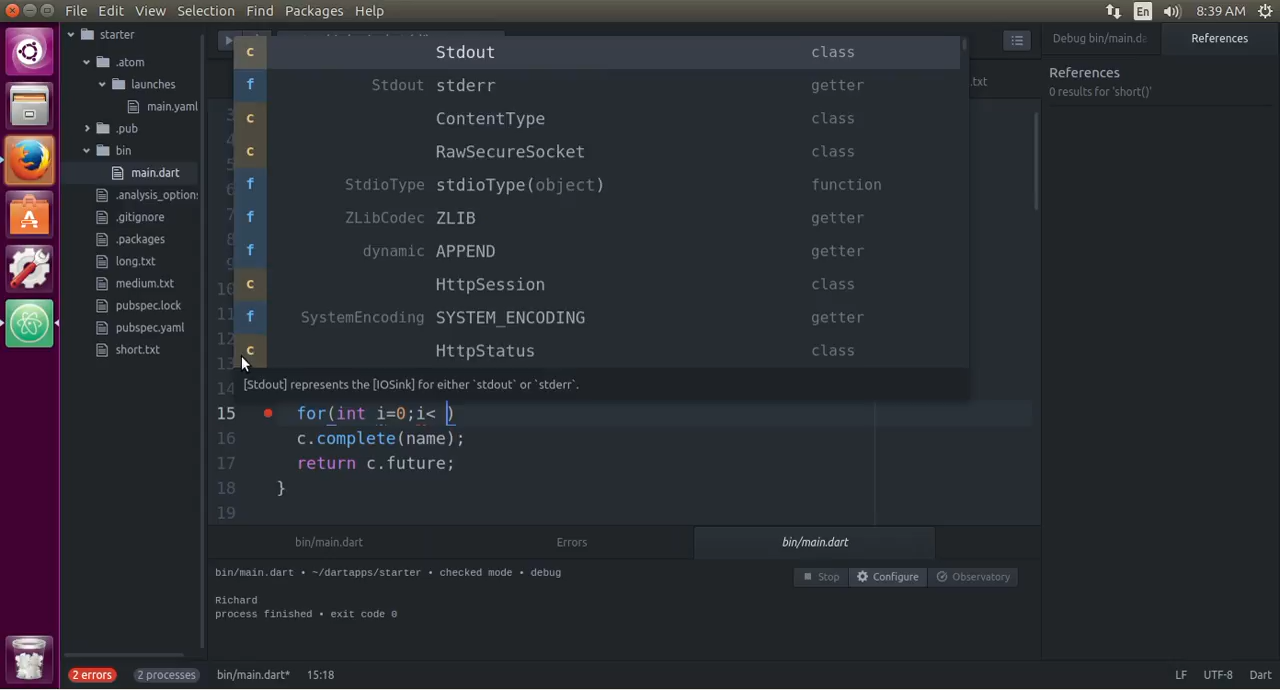 File Edit View Selection Find Packages Help
En 8:39 AM
starter
.atom
launches
main.yaml
.pub
bin
main.dart
.analysis_option
.gitignore
.packages
long.txt
medium.txt
pubspec.lock
pubspec.yaml
short.txt
c Stdout class
f Stdout stderr getter
c ContentType class
c RawSecureSocket class
f StdioType stdioType(object) function
f ZLibCodec ZLIB getter
f dynamic APPEND getter
c HttpSession class
f SystemEncoding SYSTEM_ENCODING getter
c HttpStatus class
[Stdout] represents the [IOSink] for either `stdout` or `stderr`.
.txt
15 for(int i=0;i< )
16 c.complete(name);
17 return c.future;
18 }
19
Debug bin/main.da References
References
0 results for 'short()'
bin/main.dart Errors bin/main.dart
bin/main.dart • ~/dartapps/starter • checked mode • debug
Stop Configure Observatory
Richard
process finished • exit code 0
2 errors 2 processes bin/main.dart* 15:18 LF UTF-8 Dart